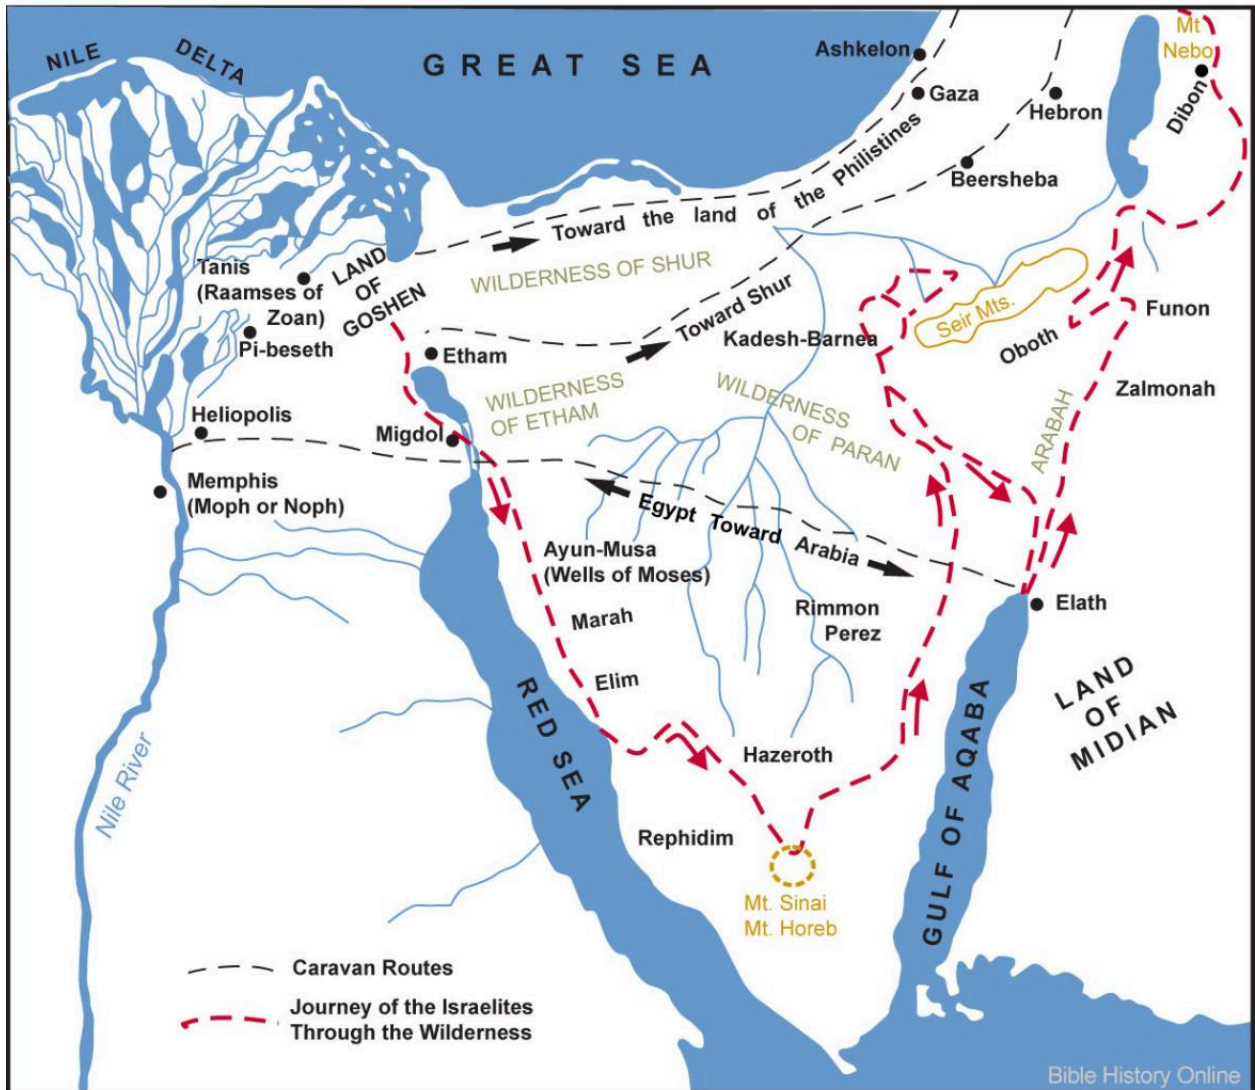 NILE DELTA
GREAT SEA
Ashkelon
Gaza
Hebron
Mt
Nebo
Dibon
Beersheba
Toward the land of the Philistines
WILDERNESS OF SHUR
Tanis
(Raamses of
Zoan)
LAND
OF
GOSHEN
Pi-beseth
Etham
Toward Shur
Kadesh-Barnea
Seir Mts.
Oboth
Funon
Zalmonah
WILDERNESS
OF ETHAM
WILDERNESS
OF PARAN
ARABAH
Heliopolis
Migdol
Memphis
(Moph or Noph)
Egypt Toward Arabia
Ayun-Musa
(Wells of Moses)
Marah
Elim
Rimmon
Perez
Elath
LAND
OF
MIDIAN
RED SEA
GULF OF AQABA
Hazeroth
Nile River
Rephidim
Mt. Sinai
Mt. Horeb
Caravan Routes
Journey of the Israelites
Through the Wilderness
Bible History Online